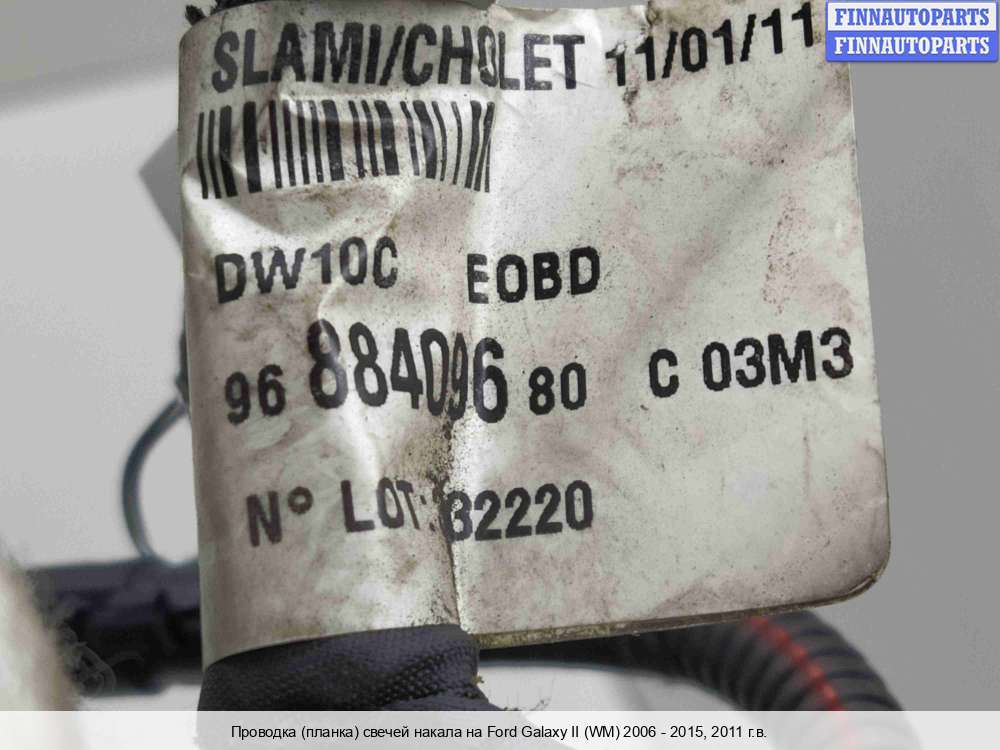 FINNAUTOPARTS
FINNAUTOPARTS
SLAMI/CHOLET 11/01/11
DW10C EOBD
96 884096 80 C 03M3
N° LOT: 32220
Проводка (планка) свечей накала на Ford Galaxy II (WM) 2006 - 2015, 2011 г.в.